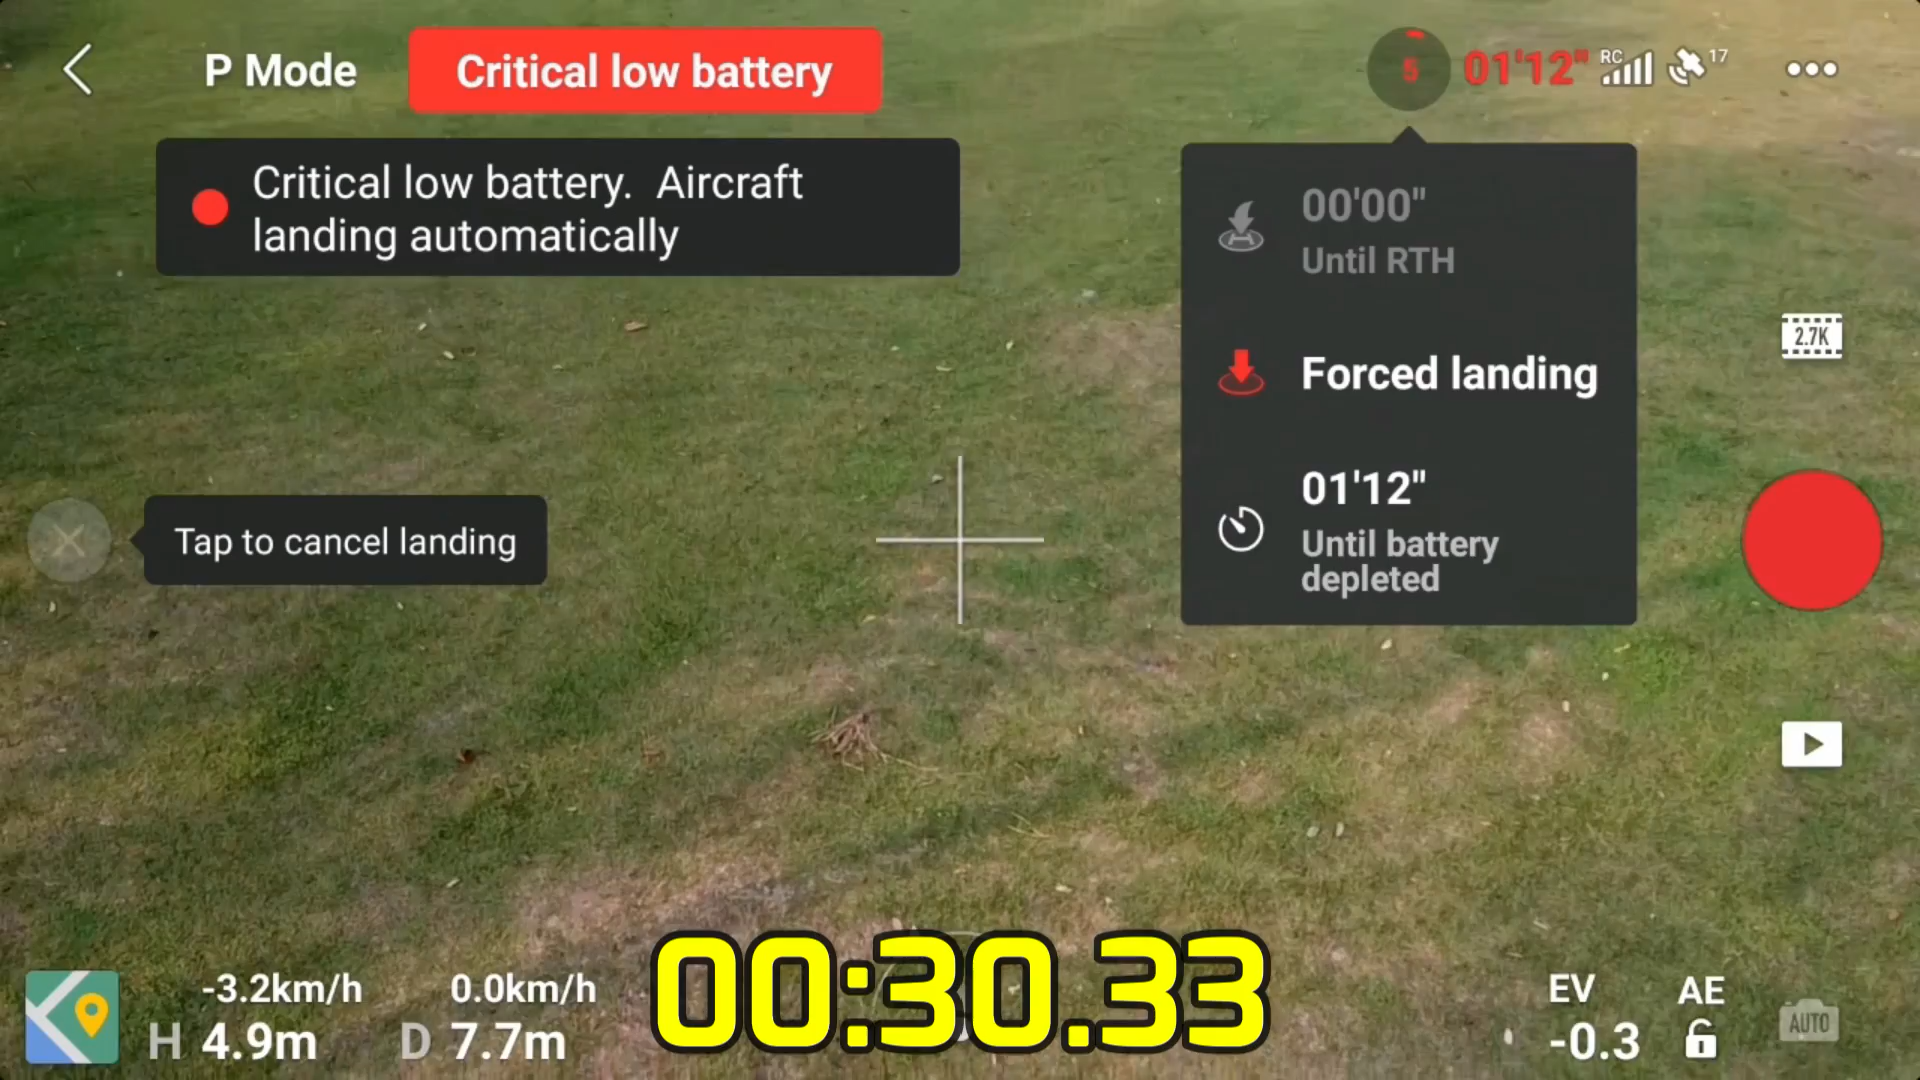 P Mode
Critical low battery
5
01'12"
RC
17
Critical low battery.  Aircraft
landing automatically
00'00"
Until RTH
Forced landing
2.7K
01'12"
Until battery
depleted
Tap to cancel landing
-3.2km/h
0.0km/h
H 4.9m
D 7.7m
00:30.33
EV
-0.3
AE
AUTO